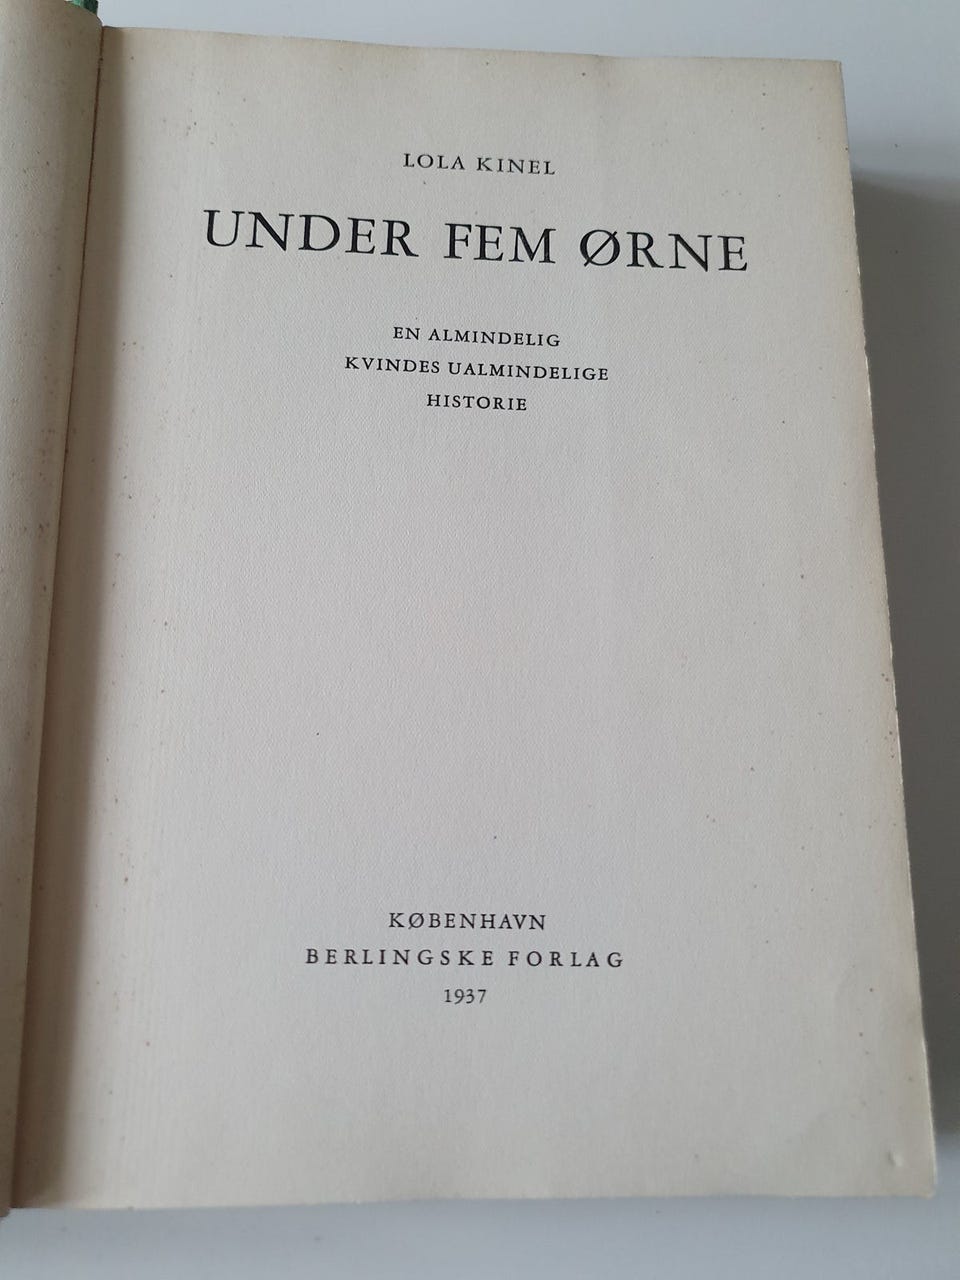 LOLA KINEL
UNDER FEM ØRNE
EN ALMINDELIG
KVINDES UALMINDELIGE
HISTORIE
KØBENHAVN
BERLINGSKE FORLAG
1937